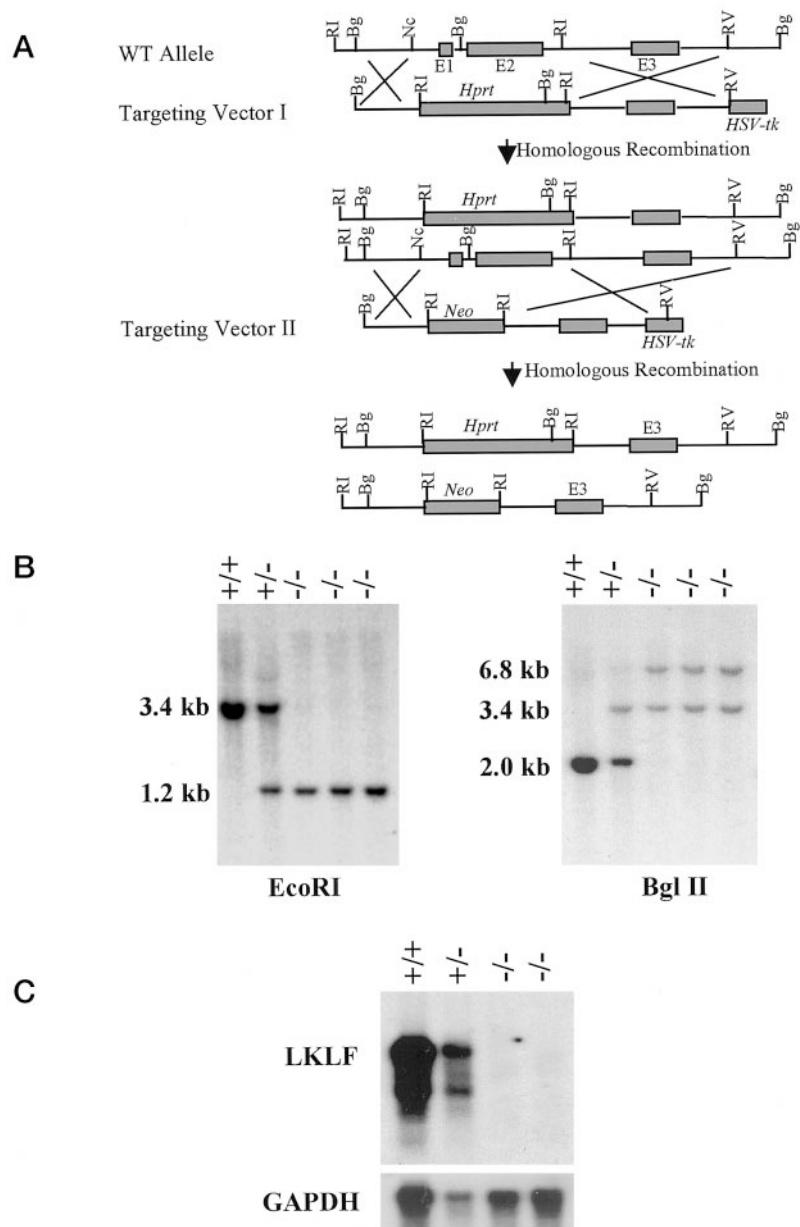 A
RI Bg Nc Bg RI RV Bg
WT Allele
E1 E2 E3
Bg RI Hprt Bg RI RV
Targeting Vector I
HSV-tk
Homologous Recombination
RI Bg RI Hprt Bg RI RV Bg
RI Bg Nc Bg RI RV Bg
Bg RI Neo RI RV
Targeting Vector II
HSV-tk
Homologous Recombination
RI Bg RI Hprt Bg RI E3 RV Bg
RI Bg RI Neo RI E3 RV Bg
B
+/+ +/- -/- -/- -/-
3.4 kb
1.2 kb
EcoRI
+/+ +/- -/- -/- -/-
6.8 kb
3.4 kb
2.0 kb
Bgl II
C
+/+ +/- -/- -/-
LKLF
GAPDH